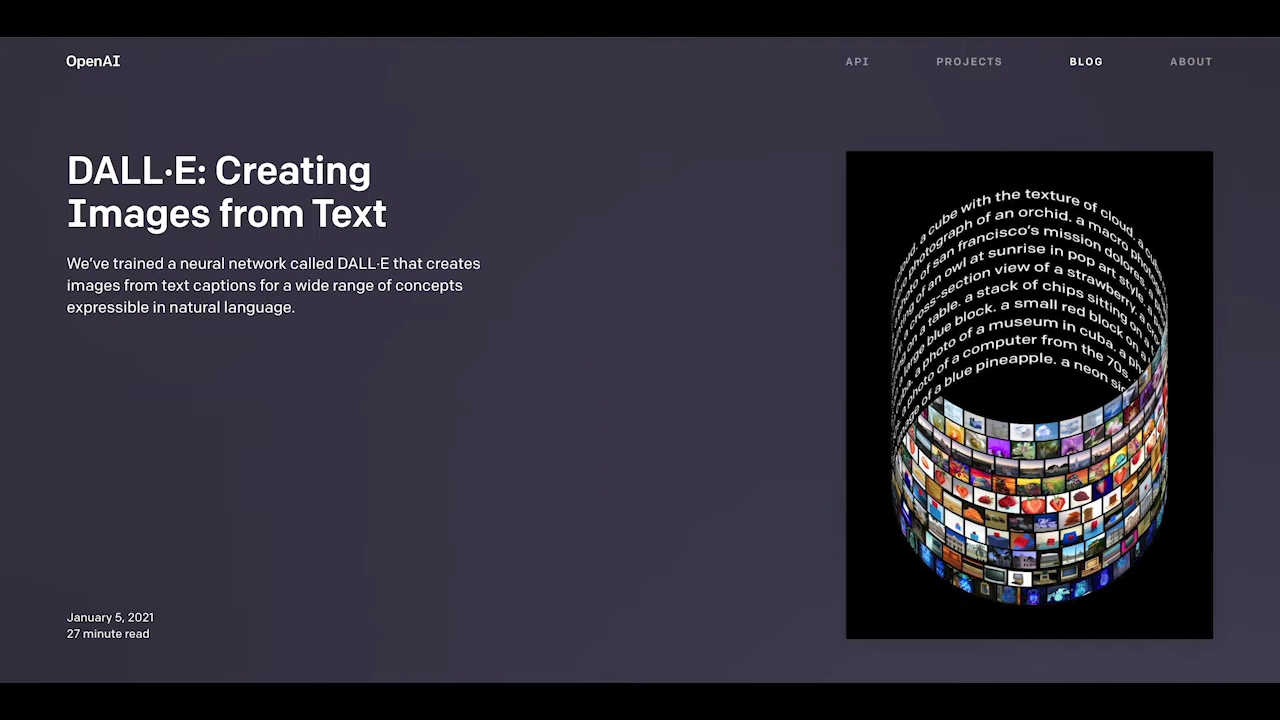 OpenAI
API PROJECTS BLOG ABOUT
DALL·E: Creating
Images from Text
We've trained a neural network called DALL·E that creates
images from text captions for a wide range of concepts
expressible in natural language.
January 5, 2021
27 minute read
a cube with the texture of cloud. a
photograph of an orchid. a macro
of san francisco's mission dolores.
of an owl at sunrise in pop art style.
cross-section view of a strawberry.
on a table. a stack of chips sitting on
large blue block. a small red block on a
a photo of a museum in cuba. a
photo of a computer from the 70s.
of a blue pineapple. a neon